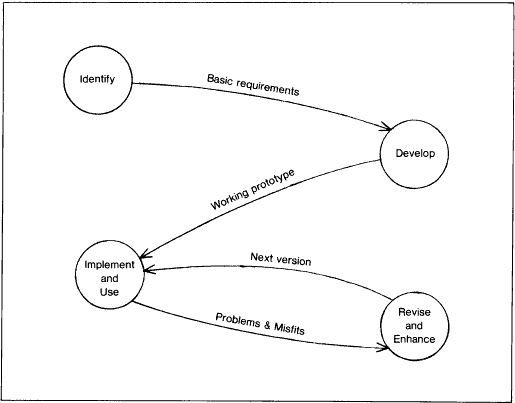 Identify
Basic requirements
Develop
Working prototype
Implement
and
Use
Next version
Problems & Misfits
Revise
and
Enhance